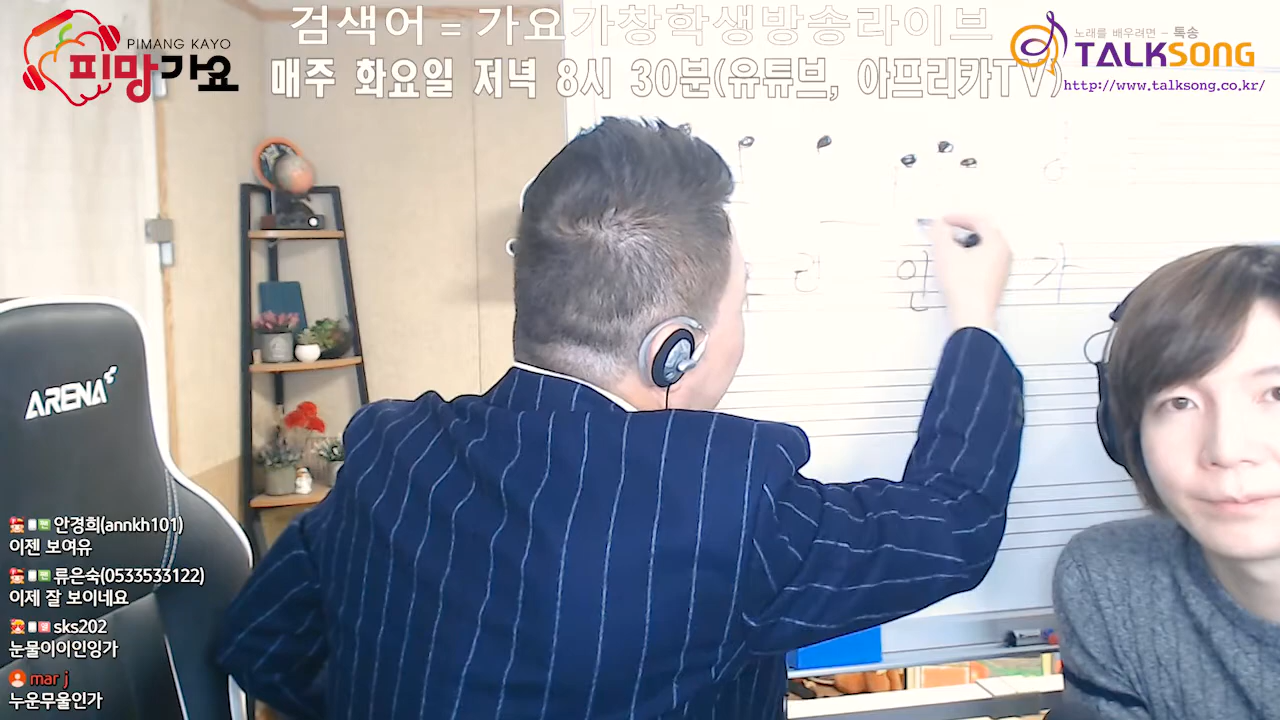 검색어 = 가요가창학생방송라이브
매주 화요일 저녁 8시 30분(유튜브, 아프리카TV)
PIMANG KAYO
피망가요
노래를 배우려면 - 톡송
TALKSONG
http://www.talksong.co.kr/
리 인 가
ARENA
안경희(annkh101)
이젠 보여유
류은숙(0533533122)
이제 잘 보이네요
sks202
눈물이이인잉가
mar j
누운무울인가